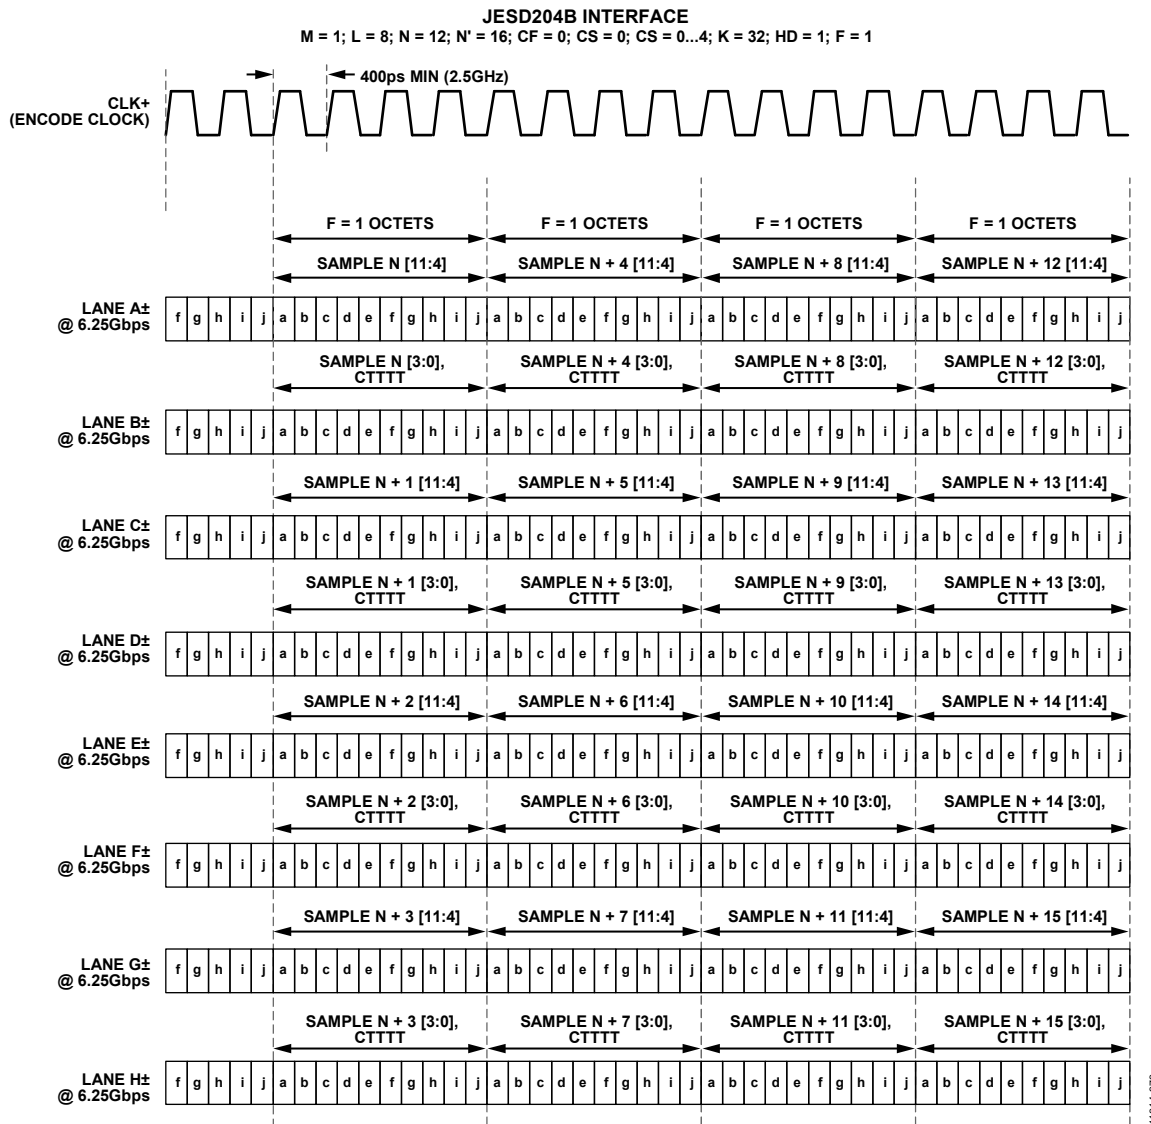 JESD204B INTERFACE
M = 1; L = 8; N = 12; N' = 16; CF = 0; CS = 0; CS = 0...4; K = 32; HD = 1; F = 1
400ps MIN (2.5GHz)
CLK+
(ENCODE CLOCK)
F = 1 OCTETS F = 1 OCTETS F = 1 OCTETS F = 1 OCTETS
SAMPLE N [11:4] SAMPLE N + 4 [11:4] SAMPLE N + 8 [11:4] SAMPLE N + 12 [11:4]
LANE A±
@ 6.25Gbps
f g h i j a b c d e f g h i j a b c d e f g h i j a b c d e f g h i j a b c d e f g h i j
SAMPLE N [3:0], SAMPLE N + 4 [3:0], SAMPLE N + 8 [3:0], SAMPLE N + 12 [3:0],
CTTTT CTTTT CTTTT CTTTT
LANE B±
@ 6.25Gbps
f g h i j a b c d e f g h i j a b c d e f g h i j a b c d e f g h i j a b c d e f g h i j
SAMPLE N + 1 [11:4] SAMPLE N + 5 [11:4] SAMPLE N + 9 [11:4] SAMPLE N + 13 [11:4]
LANE C±
@ 6.25Gbps
f g h i j a b c d e f g h i j a b c d e f g h i j a b c d e f g h i j a b c d e f g h i j
SAMPLE N + 1 [3:0], SAMPLE N + 5 [3:0], SAMPLE N + 9 [3:0], SAMPLE N + 13 [3:0],
CTTTT CTTTT CTTTT CTTTT
LANE D±
@ 6.25Gbps
f g h i j a b c d e f g h i j a b c d e f g h i j a b c d e f g h i j a b c d e f g h i j
SAMPLE N + 2 [11:4] SAMPLE N + 6 [11:4] SAMPLE N + 10 [11:4] SAMPLE N + 14 [11:4]
LANE E±
@ 6.25Gbps
f g h i j a b c d e f g h i j a b c d e f g h i j a b c d e f g h i j a b c d e f g h i j
SAMPLE N + 2 [3:0], SAMPLE N + 6 [3:0], SAMPLE N + 10 [3:0], SAMPLE N + 14 [3:0],
CTTTT CTTTT CTTTT CTTTT
LANE F±
@ 6.25Gbps
f g h i j a b c d e f g h i j a b c d e f g h i j a b c d e f g h i j a b c d e f g h i j
SAMPLE N + 3 [11:4] SAMPLE N + 7 [11:4] SAMPLE N + 11 [11:4] SAMPLE N + 15 [11:4]
LANE G±
@ 6.25Gbps
f g h i j a b c d e f g h i j a b c d e f g h i j a b c d e f g h i j a b c d e f g h i j
SAMPLE N + 3 [3:0], SAMPLE N + 7 [3:0], SAMPLE N + 11 [3:0], SAMPLE N + 15 [3:0],
CTTTT CTTTT CTTTT CTTTT
LANE H±
@ 6.25Gbps
f g h i j a b c d e f g h i j a b c d e f g h i j a b c d e f g h i j a b c d e f g h i j